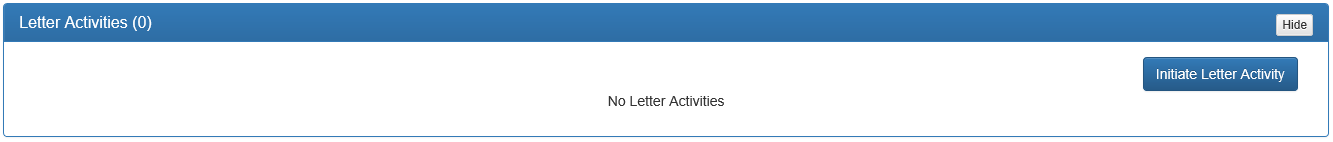 Letter Activities (0)
Hide
Initiate Letter Activity
No Letter Activities